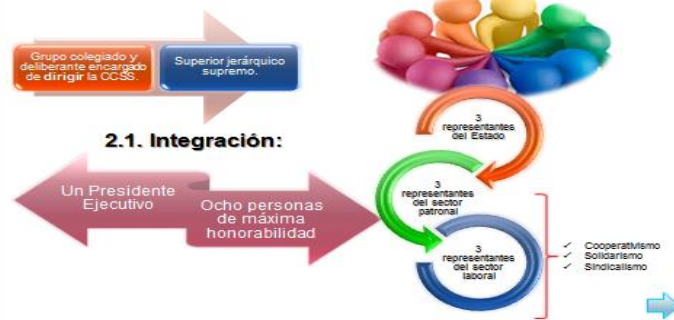 Grupo colegiado y
deliberante encargado
de dirigir la CCSS.
Superior jerárquico
supremo.
2.1. Integración:
Un Presidente
Ejecutivo
Ocho personas
de máxima
honorabilidad
3
representantes
del Estado
3
representantes
del sector
patronal
3
representantes
del sector
laboral
✓ Cooperativismo
✓ Solidarismo
✓ Sindicalismo